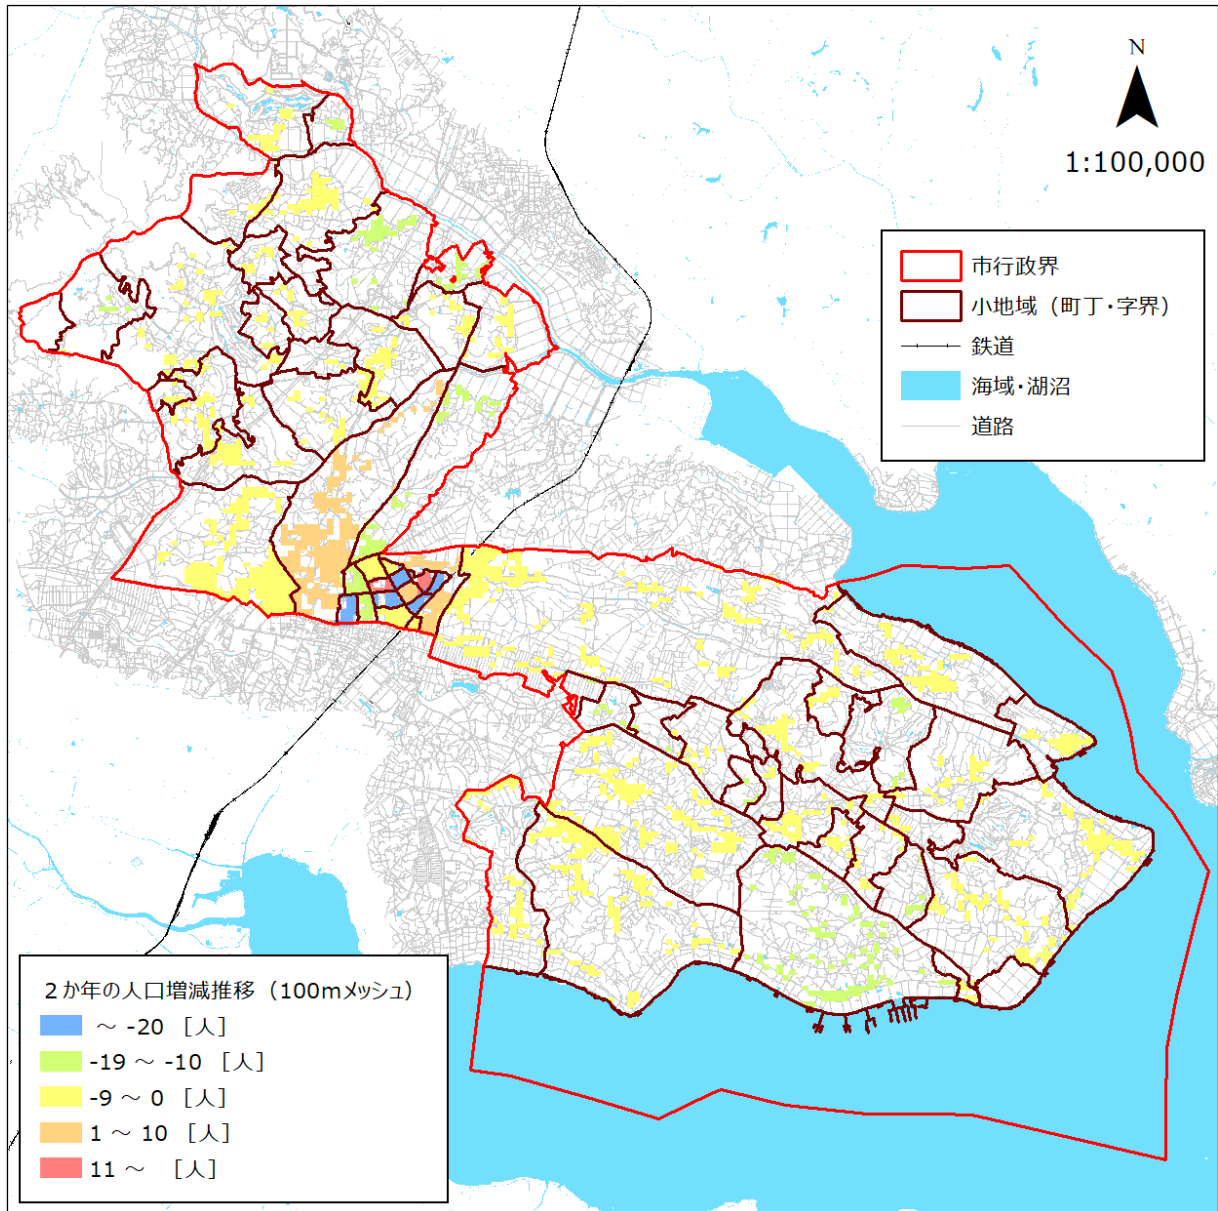 N
1:100,000
市行政界
小地域（町丁・字界）
鉄道
海域・湖沼
道路
２か年の人口増減推移（100mメッシュ）
～ -20 ［人］
-19 ～ -10 ［人］
-9 ～ 0 ［人］
1 ～ 10 ［人］
11 ～ ［人］